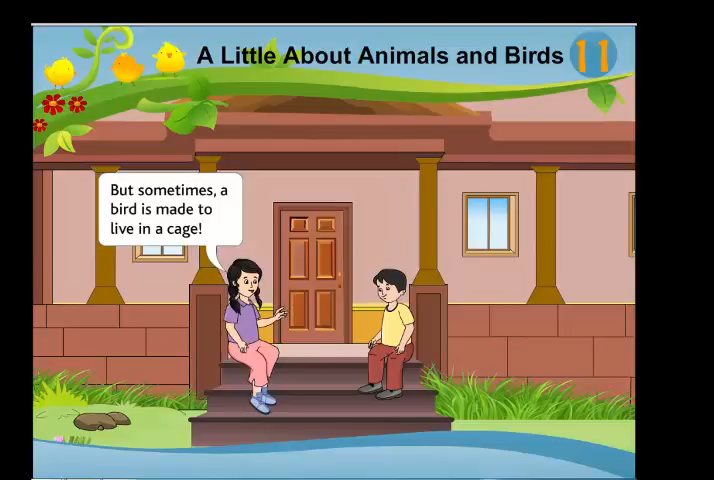 A Little About Animals and Birds 11
But sometimes, a
bird is made to
live in a cage!